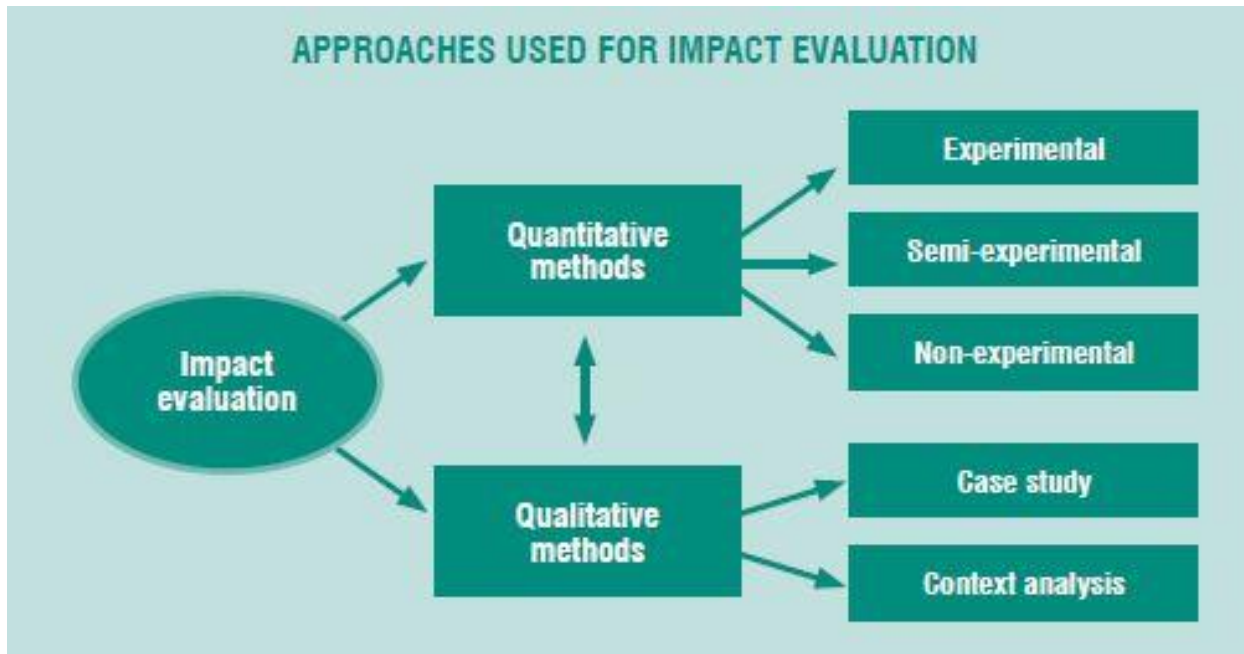 APPROACHES USED FOR IMPACT EVALUATION
Experimental
Quantitative
methods
Semi-experimental
Non-experimental
Impact
evaluation
Qualitative
methods
Case study
Context analysis